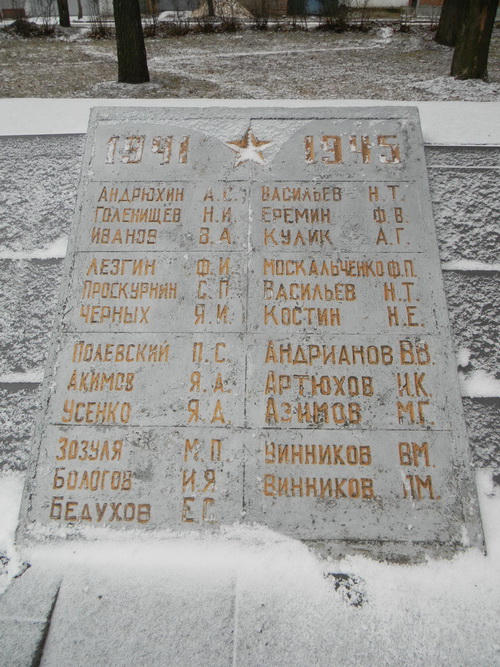 1941 1945
АНДРЮХИН А.С.
ГОЛЕНИЩЕВ Н.И.
ИВАНОВ В.А.
ЛЕЗГИН Ф.И.
ПРОСКУРНИН С.П.
ЧЕРНЫХ Я.И.
ПОЛЕВСКИЙ П.С.
АКИМОВ Я.А.
УСЕНКО Я.Д.
ЗОЗУЛЯ М.П
БОЛОГОВ И.Я
БЕДУХОВ Е.Г.
ВАСИЛЬЕВ Н.Т.
ЕРЕМИН Ф.В.
КУЛИК А.Г.
МОСКАЛЬЧЕНКО Ф.П.
ВАСИЛЬЕВ Н.Т.
КОСТИН Н.Е.
АНДРИАНОВ
АРТЮХОВ И.К
АЗИМОВ М.Г.
ВИННИКОВ В.М.
ВИННИКОВ